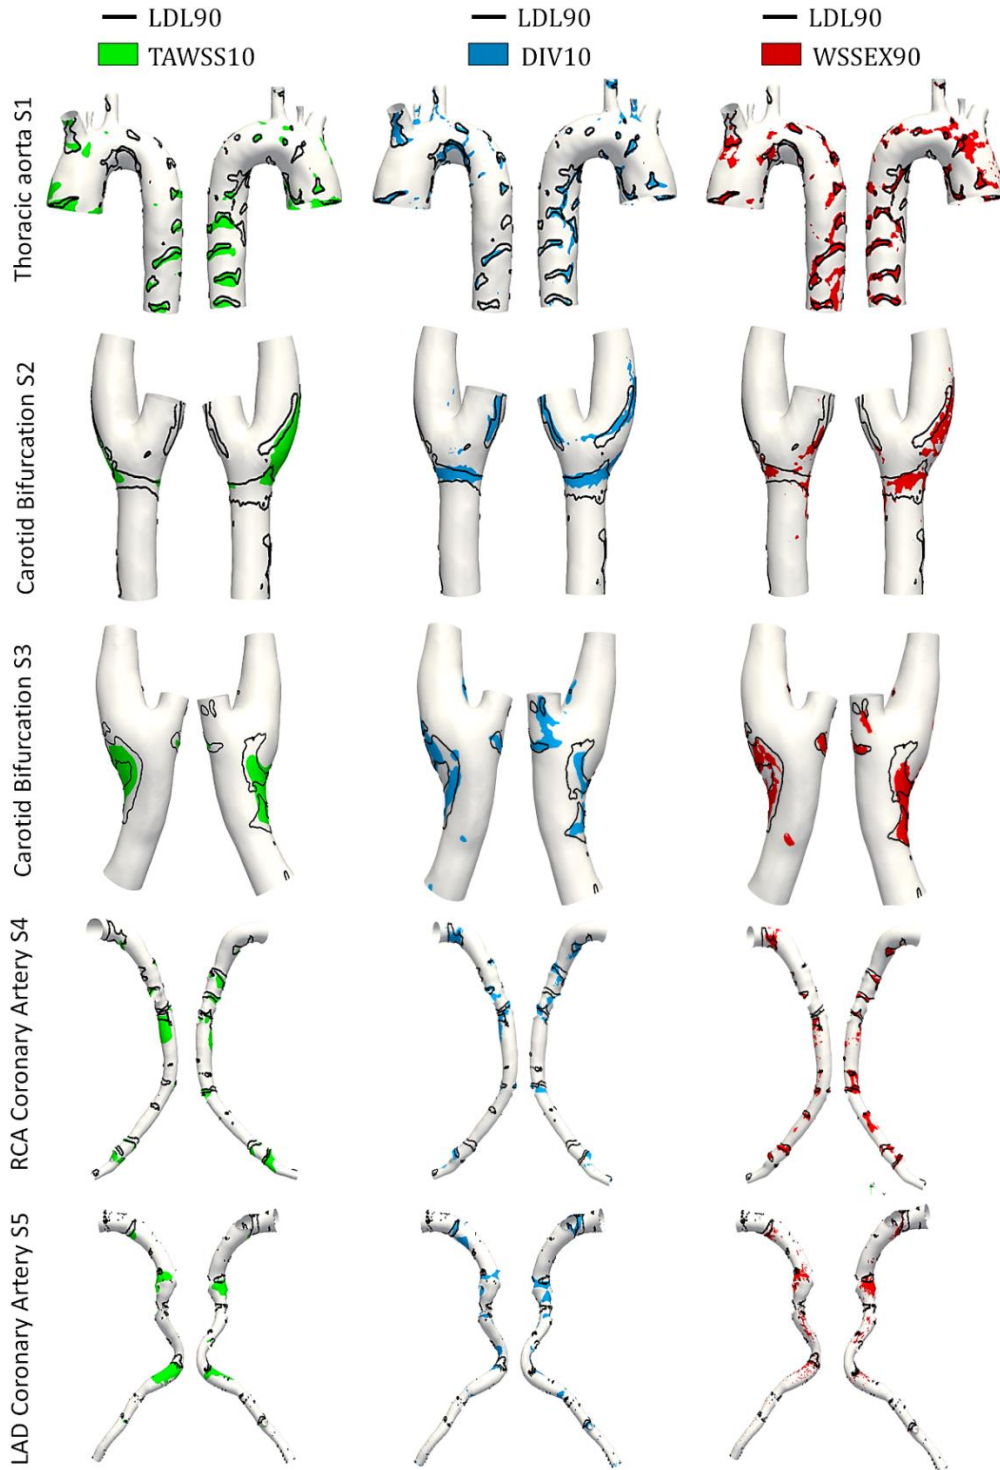 LDL90
TAWSS10
LDL90
DIV10
LDL90
WSSEX90
Thoracic aorta S1
Carotid Bifurcation S2
Carotid Bifurcation S3
RCA Coronary Artery S4
LAD Coronary Artery S5